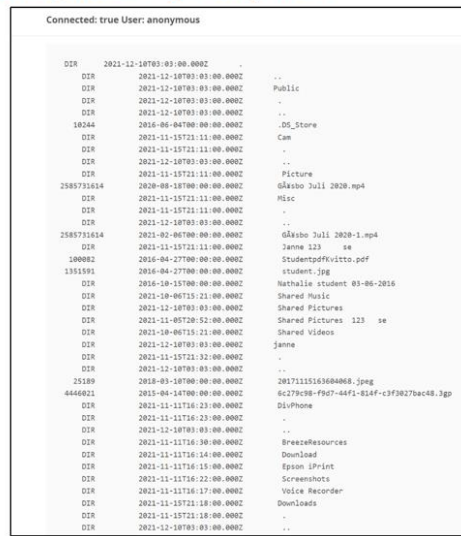 Connected: true User: anonymous
DIR 2021-12-10T03:03:00.000Z .
DIR 2021-12-10T03:03:00.000Z ..
DIR 2021-12-10T03:03:00.000Z Public
DIR 2021-12-10T03:03:00.000Z .
DIR 2021-12-10T03:03:00.000Z ..
10244 2016-06-04T00:00:00.000Z .DS_Store
DIR 2021-11-15T21:11:00.000Z Cam
DIR 2021-11-15T21:11:00.000Z .
DIR 2021-12-10T03:03:00.000Z ..
DIR 2021-11-15T21:11:00.000Z Picture
2585731614 2020-08-18T00:00:00.000Z GÃ¥sbo Juli 2020.mp4
DIR 2021-11-15T21:11:00.000Z Misc
DIR 2021-11-15T21:11:00.000Z .
DIR 2021-12-10T03:03:00.000Z ..
2585731614 2021-02-06T00:00:00.000Z GÃ¥sbo Juli 2020-1.mp4
DIR 2021-11-15T21:11:00.000Z Janne 123 se
100082 2016-04-27T00:00:00.000Z StudentpdfKvitto.pdf
1351591 2016-04-27T00:00:00.000Z student.jpg
DIR 2016-10-15T00:00:00.000Z Nathalie student 03-06-2016
DIR 2021-10-06T15:21:00.000Z Shared Music
DIR 2021-12-10T03:03:00.000Z Shared Pictures
DIR 2021-11-05T20:52:00.000Z Shared Pictures 123 se
DIR 2021-10-06T15:21:00.000Z Shared Videos
DIR 2021-12-10T03:03:00.000Z janne
DIR 2021-11-15T21:32:00.000Z .
DIR 2021-12-10T03:03:00.000Z ..
25189 2018-03-10T00:00:00.000Z 20171115163604068.jpeg
4446021 2015-04-14T00:00:00.000Z 6c279c98-f9d7-44f1-814f-c3f3027bac48.3gp
DIR 2021-11-11T16:23:00.000Z DivPhone
DIR 2021-11-11T16:23:00.000Z .
DIR 2021-12-10T03:03:00.000Z ..
DIR 2021-11-11T16:30:00.000Z BreezeResources
DIR 2021-11-11T16:14:00.000Z Download
DIR 2021-11-11T16:15:00.000Z Epson iPrint
DIR 2021-11-11T16:22:00.000Z Screenshots
DIR 2021-11-11T16:17:00.000Z Voice Recorder
DIR 2021-11-15T21:18:00.000Z Downloads
DIR 2021-11-15T21:18:00.000Z .
DIR 2021-12-10T03:03:00.000Z ..